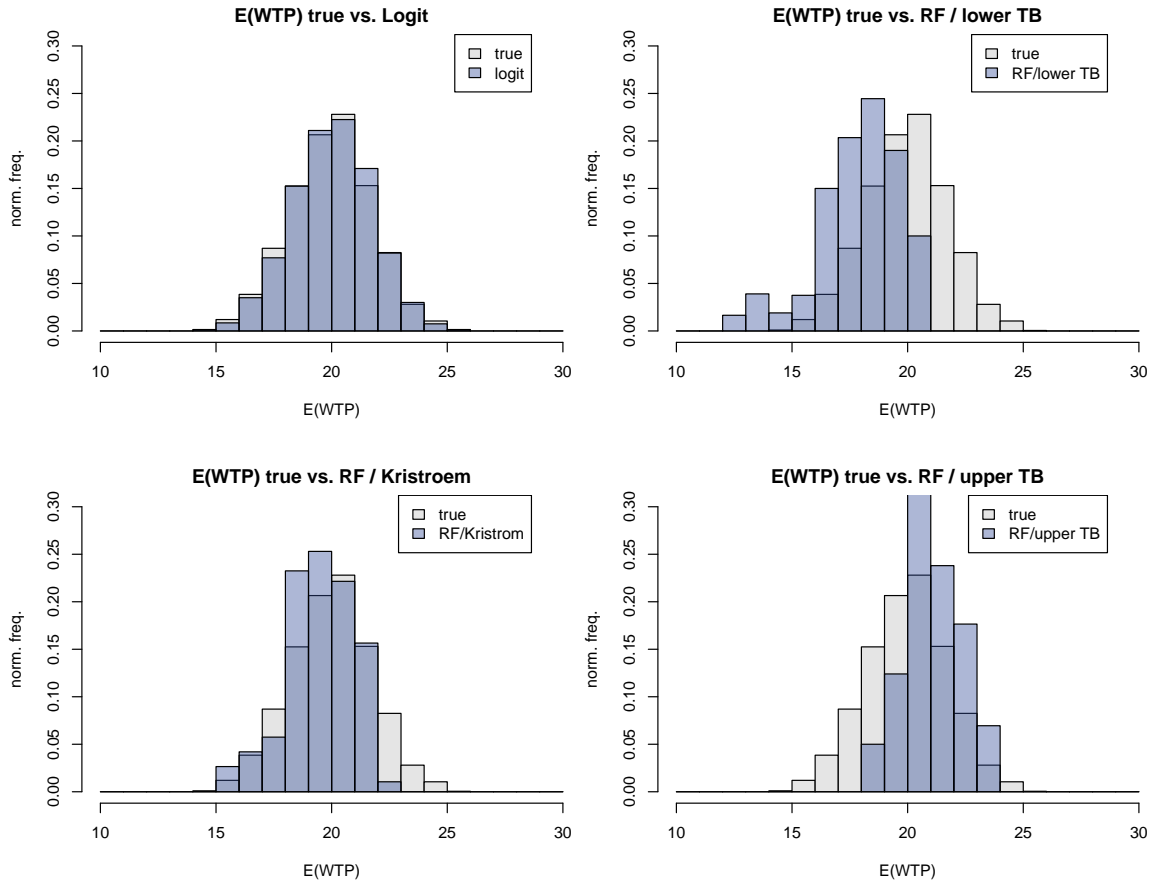 E(WTP) true vs. Logit
true
logit
norm. freq.
0.30
0.25
0.20
0.15
0.10
0.05
0.00
10 15 20 25 30
E(WTP)
E(WTP) true vs. RF / lower TB
true
RF/lower TB
norm. freq.
0.30
0.25
0.20
0.15
0.10
0.05
0.00
10 15 20 25 30
E(WTP)
E(WTP) true vs. RF / Kristroem
true
RF/Kristrom
norm. freq.
0.30
0.25
0.20
0.15
0.10
0.05
0.00
10 15 20 25 30
E(WTP)
E(WTP) true vs. RF / upper TB
true
RF/upper TB
norm. freq.
0.30
0.25
0.20
0.15
0.10
0.05
0.00
10 15 20 25 30
E(WTP)